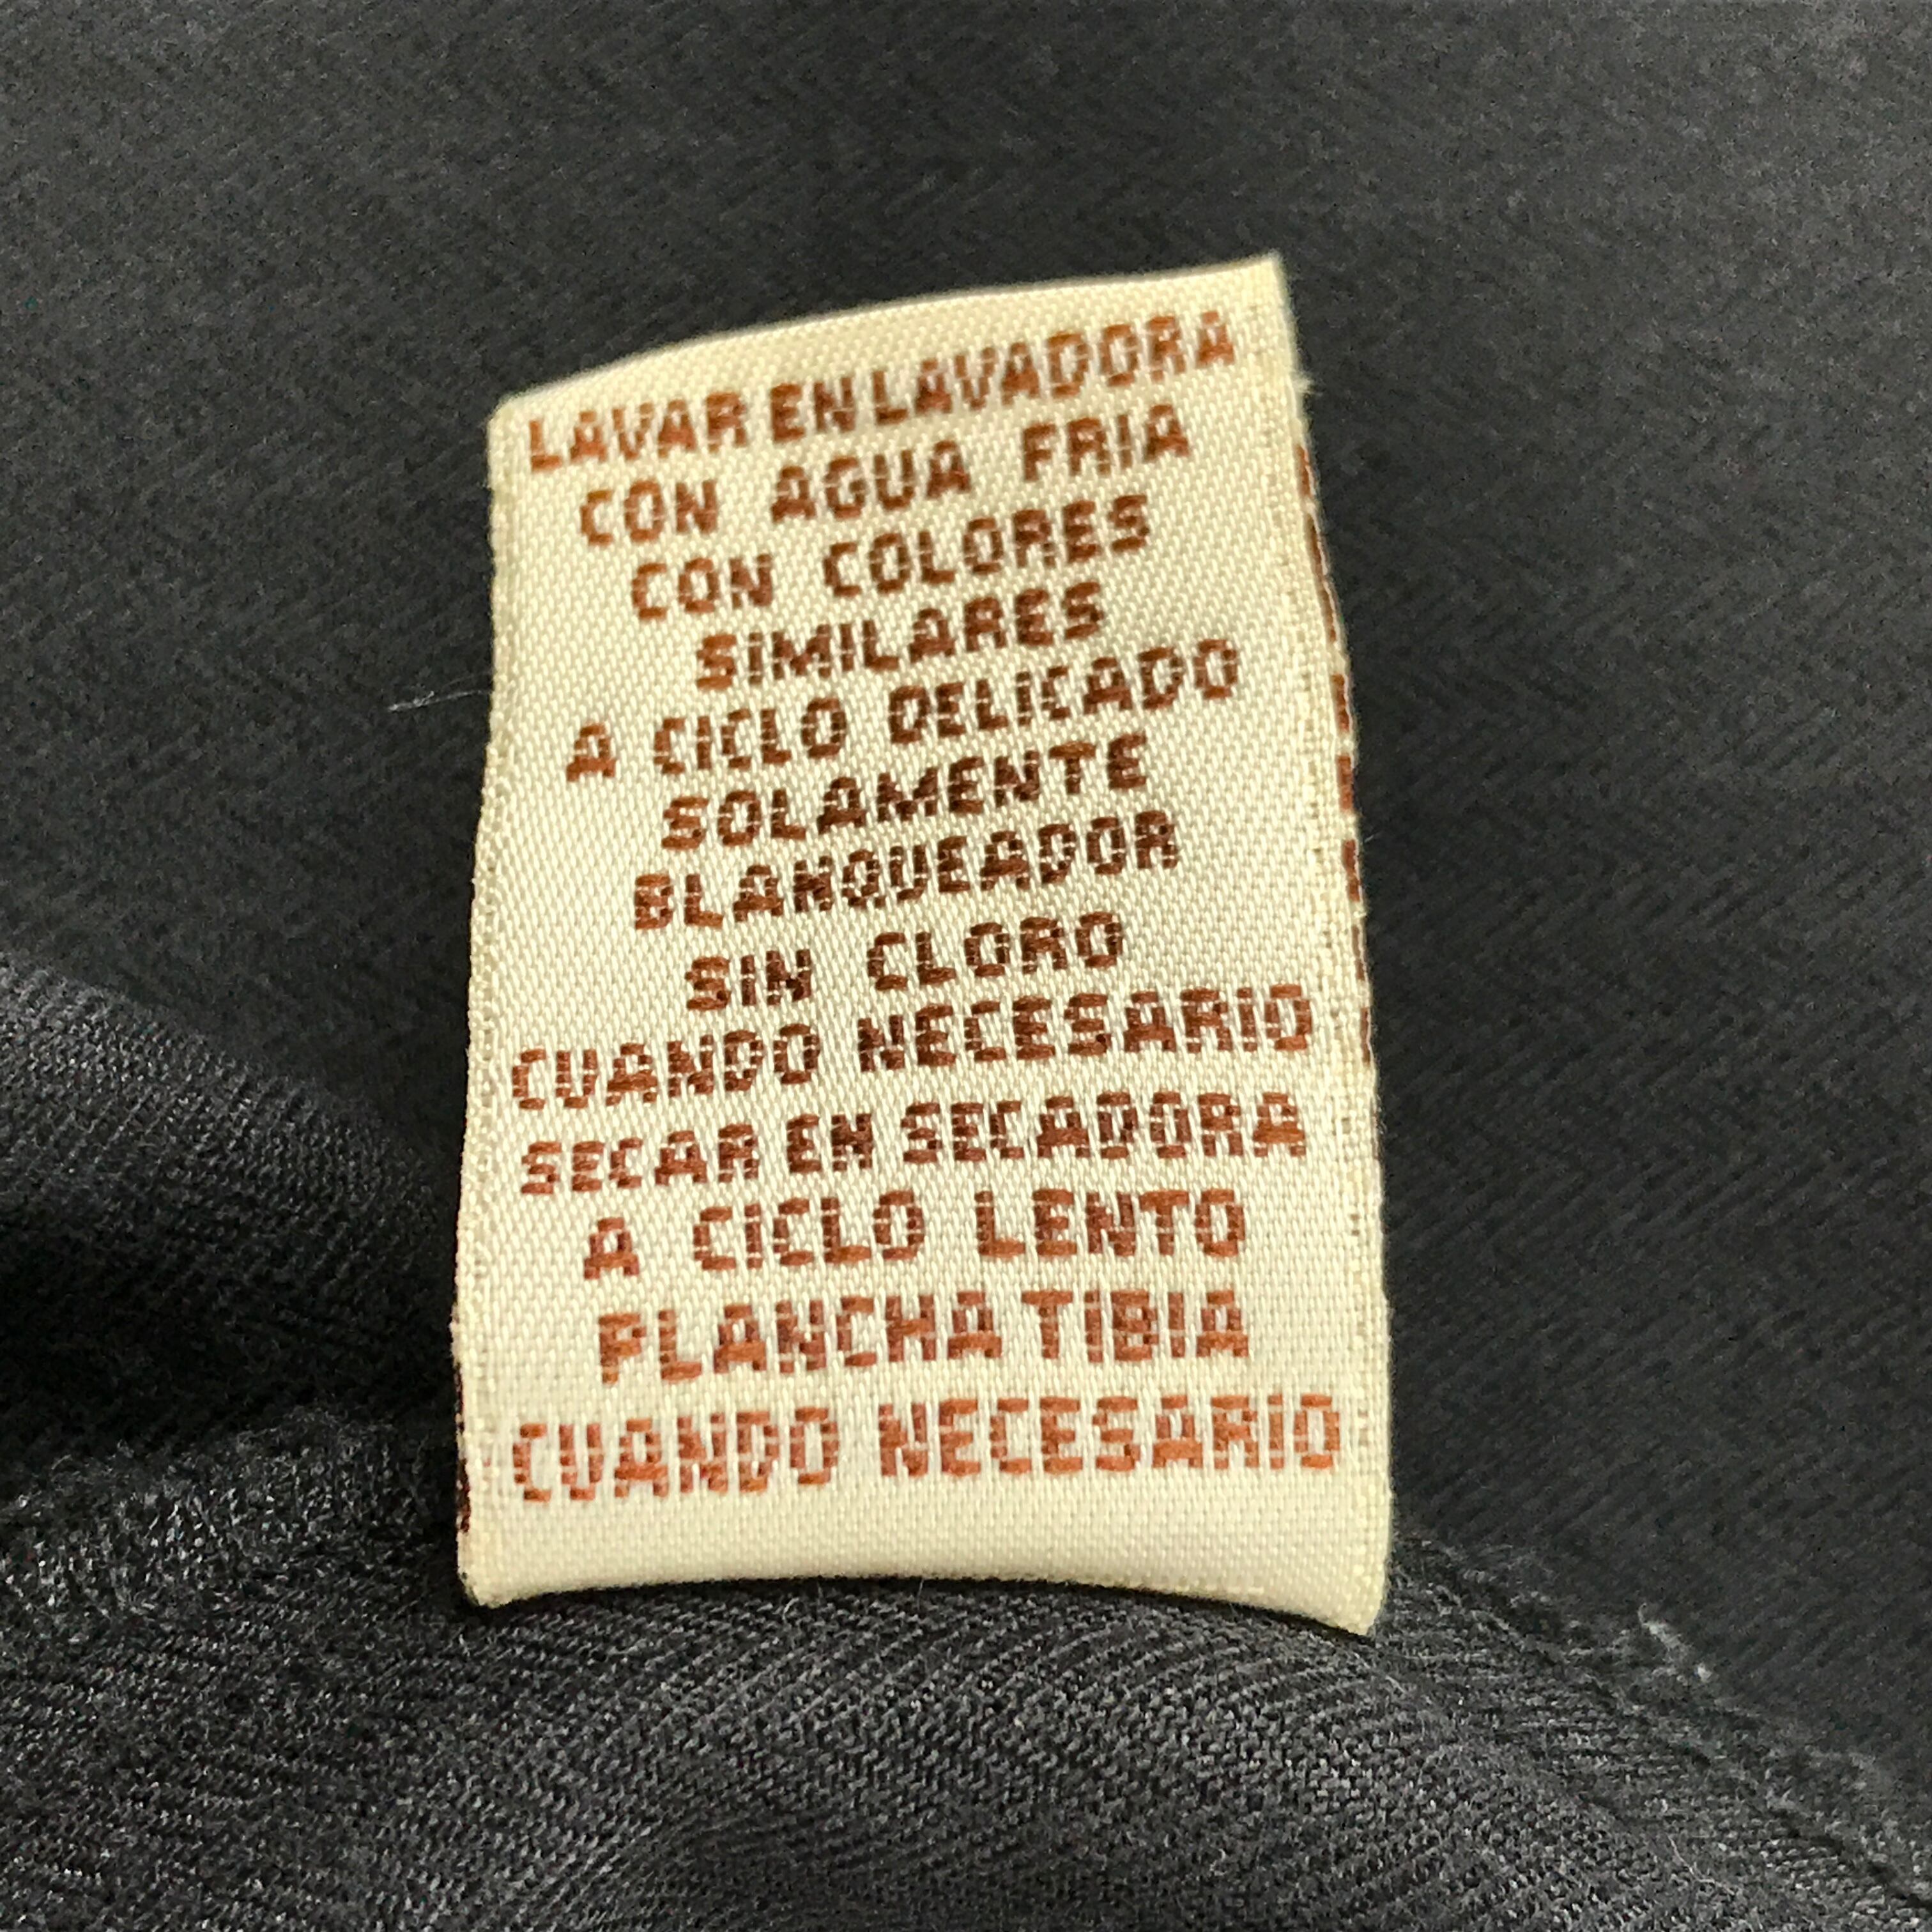 LAVAR EN LAVADORA
CON AGUA FRIA
CON COLORES
SIMILARES
A CICLO DELICADO
SOLAMENTE
BLANQUEADOR
SIN CLORO
CUANDO NECESARIO
SECAR EN SECADORA
A CICLO LENTO
PLANCHA TIBIA
CUANDO NECESARIO